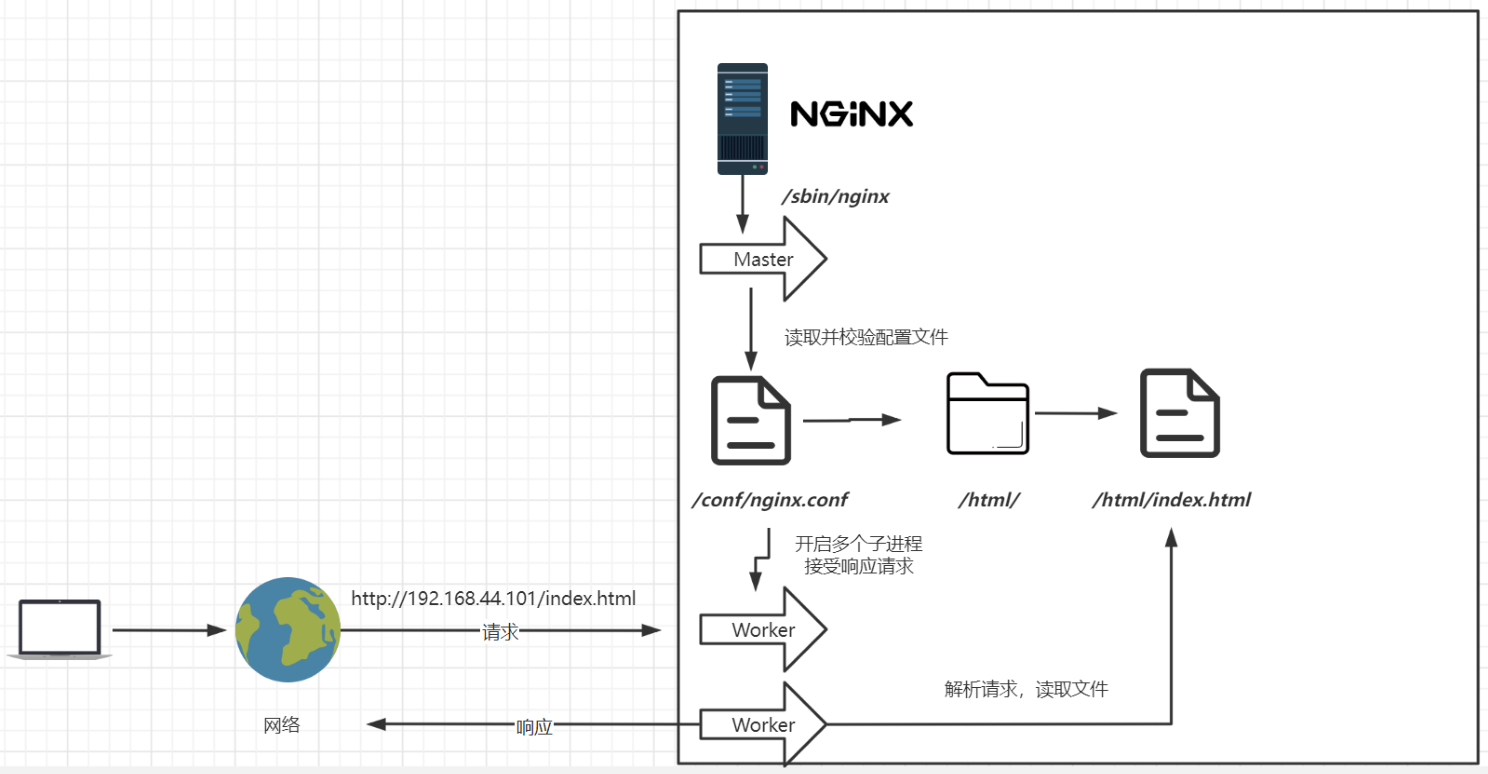 NGiNX
/sbin/nginx
Master
读取并校验配置文件
/conf/nginx.conf
/html/
/html/index.html
开启多个子进程
接受响应请求
http://192.168.44.101/index.html
请求
Worker
解析请求，读取文件
网络
响应
Worker